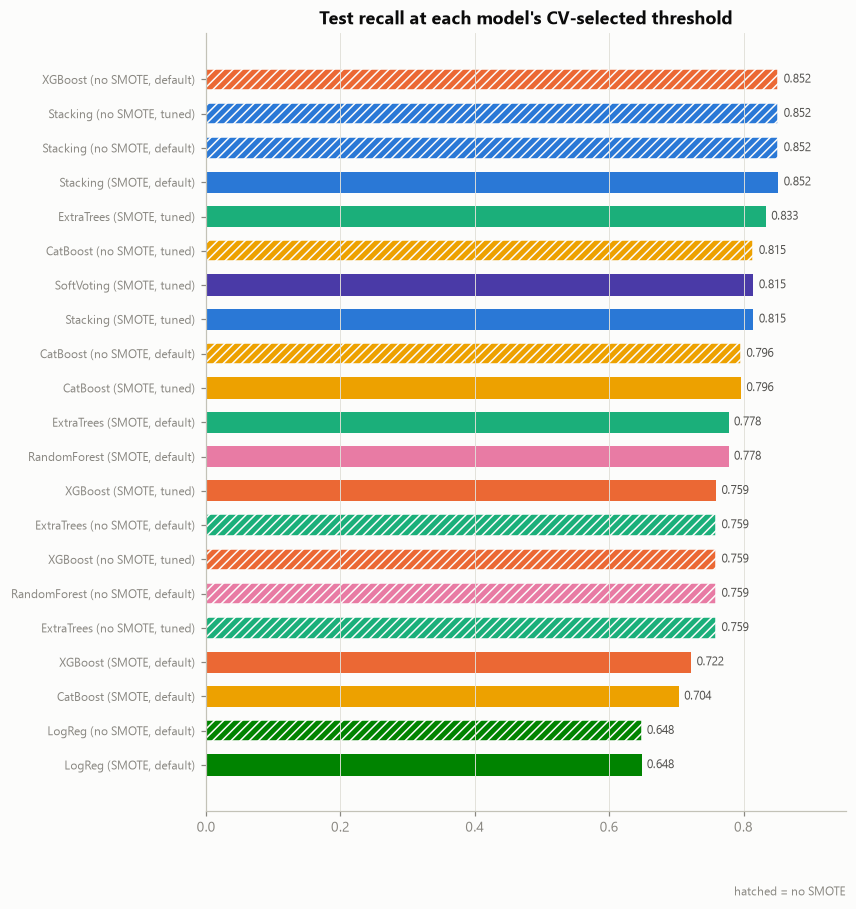 Test recall at each model's CV-selected threshold
XGBoost (no SMOTE, default) 0.852
Stacking (no SMOTE, tuned) 0.852
Stacking (no SMOTE, default) 0.852
Stacking (SMOTE, default) 0.852
ExtraTrees (SMOTE, tuned) 0.833
CatBoost (no SMOTE, tuned) 0.815
SoftVoting (SMOTE, tuned) 0.815
Stacking (SMOTE, tuned) 0.815
CatBoost (no SMOTE, default) 0.796
CatBoost (SMOTE, tuned) 0.796
ExtraTrees (SMOTE, default) 0.778
RandomForest (SMOTE, default) 0.778
XGBoost (SMOTE, tuned) 0.759
ExtraTrees (no SMOTE, default) 0.759
XGBoost (no SMOTE, tuned) 0.759
RandomForest (no SMOTE, default) 0.759
ExtraTrees (no SMOTE, tuned) 0.759
XGBoost (SMOTE, default) 0.722
CatBoost (SMOTE, default) 0.704
LogReg (no SMOTE, default) 0.648
LogReg (SMOTE, default) 0.648
0.0 0.2 0.4 0.6 0.8
hatched = no SMOTE